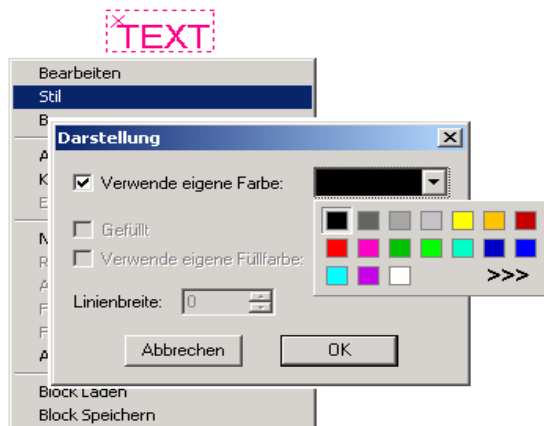 TEXT
Bearbeiten
Stil
B
Darstellung
A
K
E
Verwende eigene Farbe:
N
Gefüllt
R
Verwende eigene Füllfarbe:
A
F
Linienbreite: 0
F
A
Abbrechen OK
>>>
Block Laden
Block Speichern